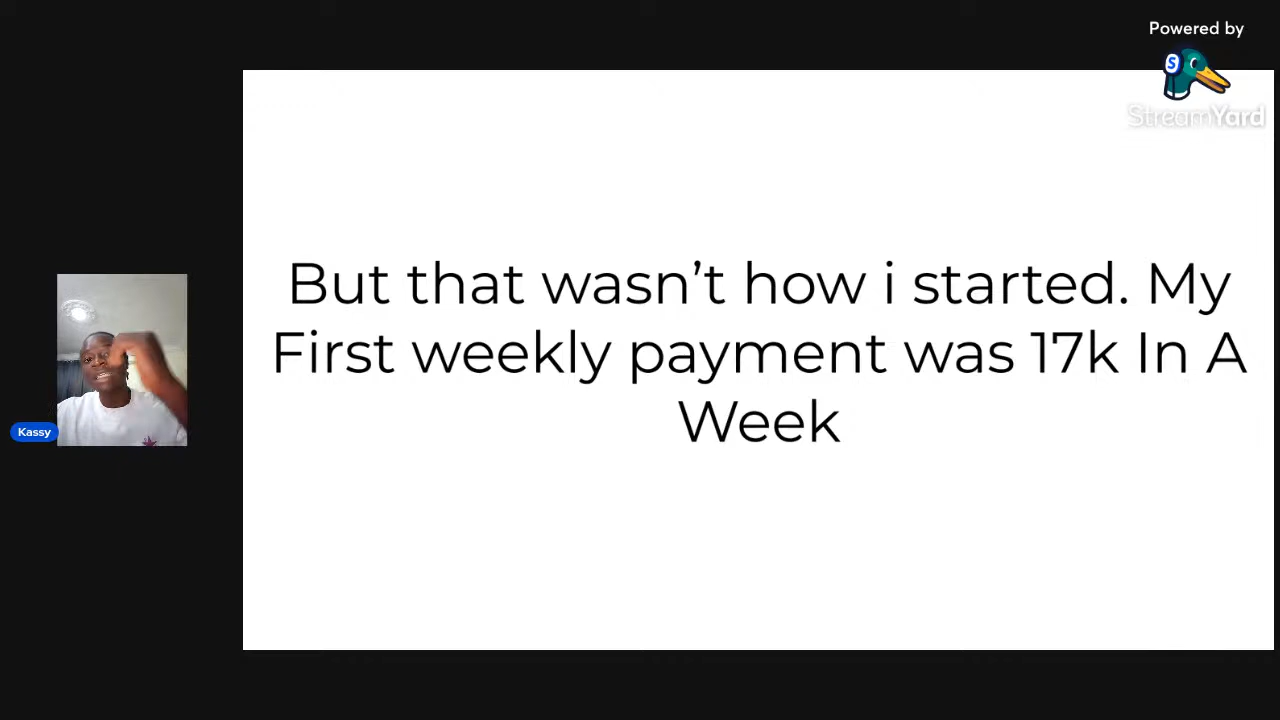 Powered by
S
StreamYard
But that wasn’t how i started. My
First weekly payment was 17k In A
Week
Kassy